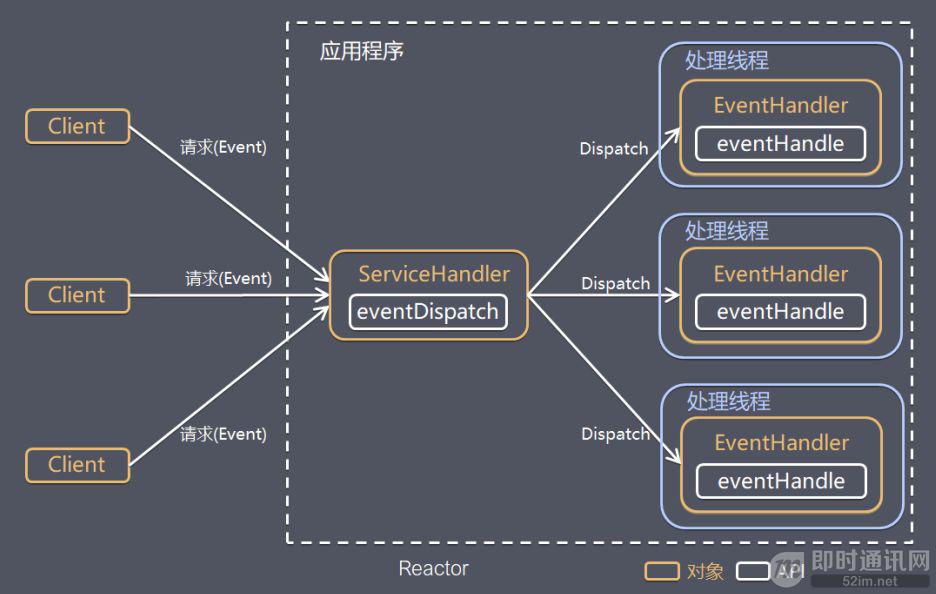 应用程序
处理线程
EventHandler
eventHandle
Client
请求(Event)
Dispatch
处理线程
EventHandler
eventHandle
Client
请求(Event)
ServiceHandler
eventDispatch
Dispatch
处理线程
EventHandler
eventHandle
Client
请求(Event)
Dispatch
Reactor
对象
API
即时通讯网
52im.net